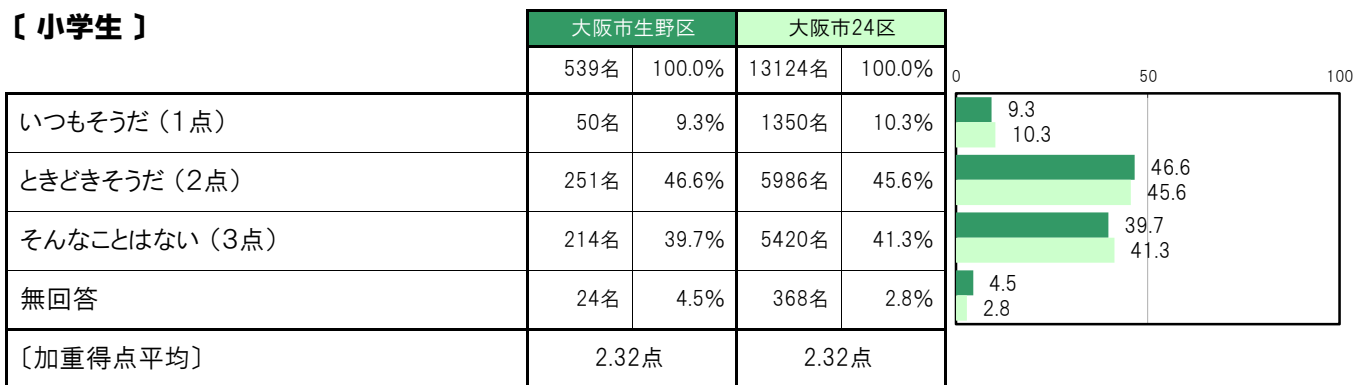 〔 小学生 〕
大阪市生野区 大阪市24区
539名 100.0% 13124名 100.0%
0 50 100
いつもそうだ（１点） 50名 9.3% 1350名 10.3%
9.3
10.3
ときどきそうだ（２点） 251名 46.6% 5986名 45.6%
46.6
45.6
そんなことはない（３点） 214名 39.7% 5420名 41.3%
39.7
41.3
無回答 24名 4.5% 368名 2.8%
4.5
2.8
〔加重得点平均〕 2.32点 2.32点